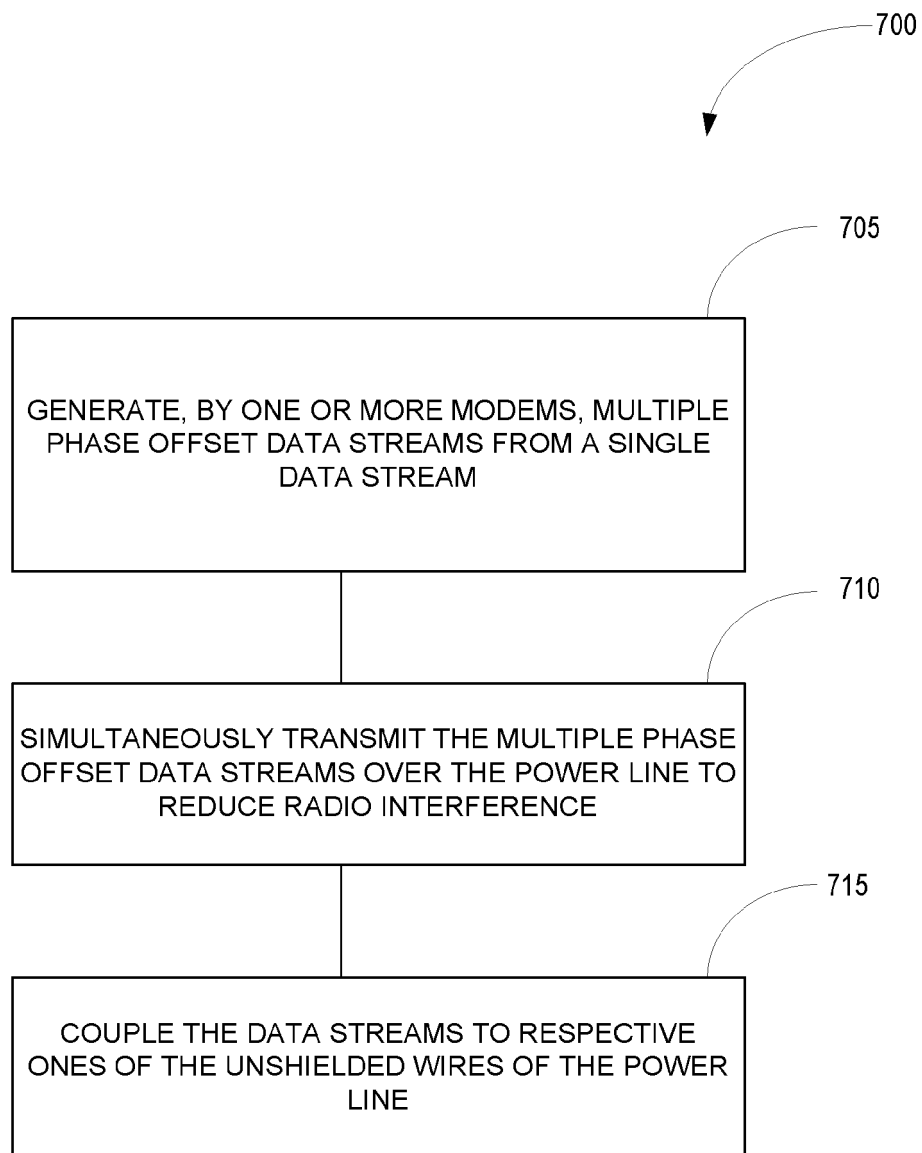 700
705
GENERATE, BY ONE OR MORE MODEMS, MULTIPLE
PHASE OFFSET DATA STREAMS FROM A SINGLE
DATA STREAM
710
SIMULTANEOUSLY TRANSMIT THE MULTIPLE PHASE
OFFSET DATA STREAMS OVER THE POWER LINE TO
REDUCE RADIO INTERFERENCE
715
COUPLE THE DATA STREAMS TO RESPECTIVE
ONES OF THE UNSHIELDED WIRES OF THE POWER
LINE